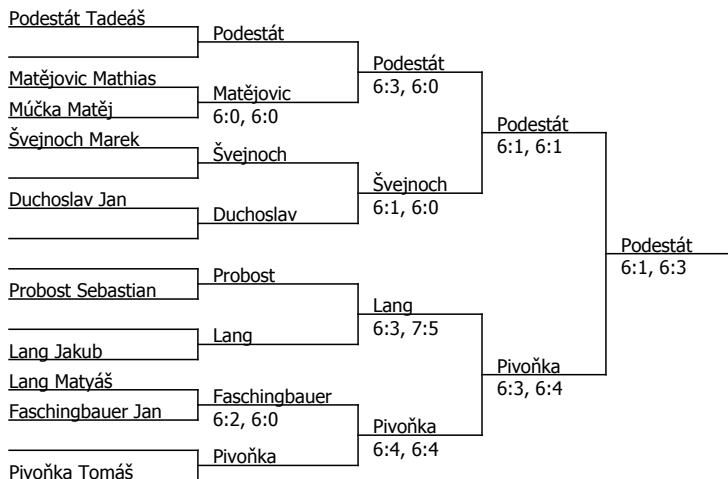 Podestát Tadeáš
Podestát
Podestát
6:3, 6:0
Matějovic Mathias
Matějovic
6:0, 6:0
Múčka Matěj
Podestát
6:1, 6:1
Švejnoch Marek
Švejnoch
Švejnoch
6:1, 6:0
Duchoslav Jan
Duchoslav
Podestát
6:1, 6:3
Probost
Probost Sebastian
Lang
6:3, 7:5
Lang
Lang Jakub
Pivoňka
6:3, 6:4
Lang Matyáš
Faschingbauer
6:2, 6:0
Faschingbauer Jan
Pivoňka
6:4, 6:4
Pivoňka
Pivoňka Tomáš